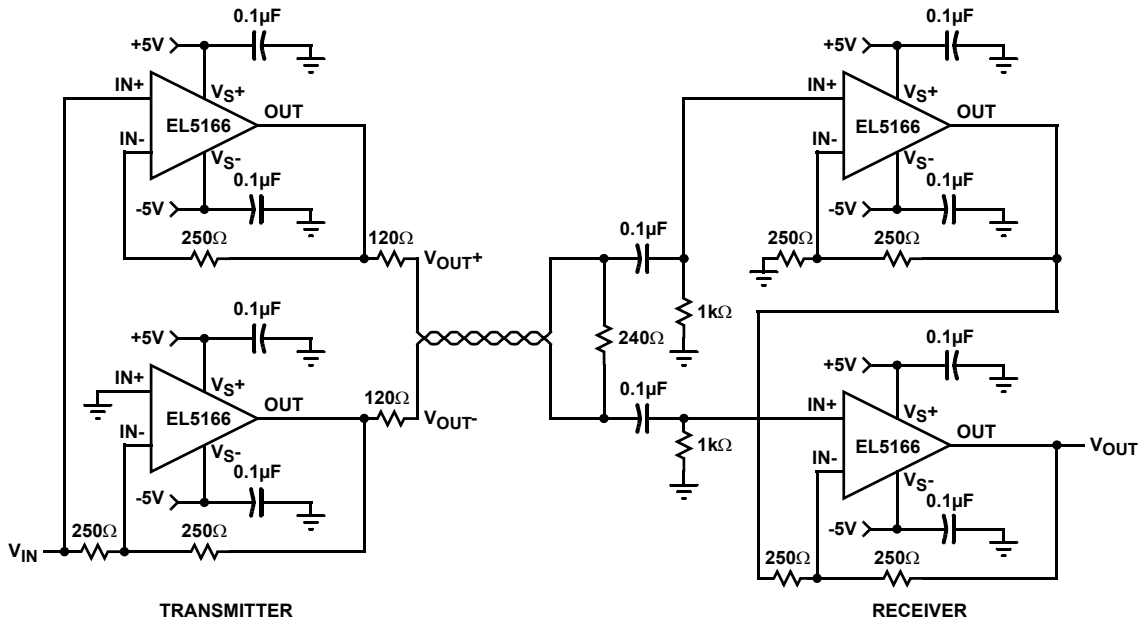 0.1µF
+5V
IN+
VS+
OUT
EL5166
IN-
VS-
0.1µF
-5V
250Ω
120Ω
VOUT+
0.1µF
+5V
IN+
VS+
OUT
EL5166
120Ω
VOUT-
IN-
VS-
0.1µF
-5V
VIN
250Ω
250Ω
TRANSMITTER
0.1µF
1kΩ
240Ω
0.1µF
1kΩ
0.1µF
+5V
IN+
VS+
OUT
EL5166
IN-
VS-
0.1µF
-5V
250Ω
250Ω
0.1µF
+5V
IN+
VS+
OUT
EL5166
VOUT
IN-
VS-
0.1µF
-5V
250Ω
250Ω
RECEIVER